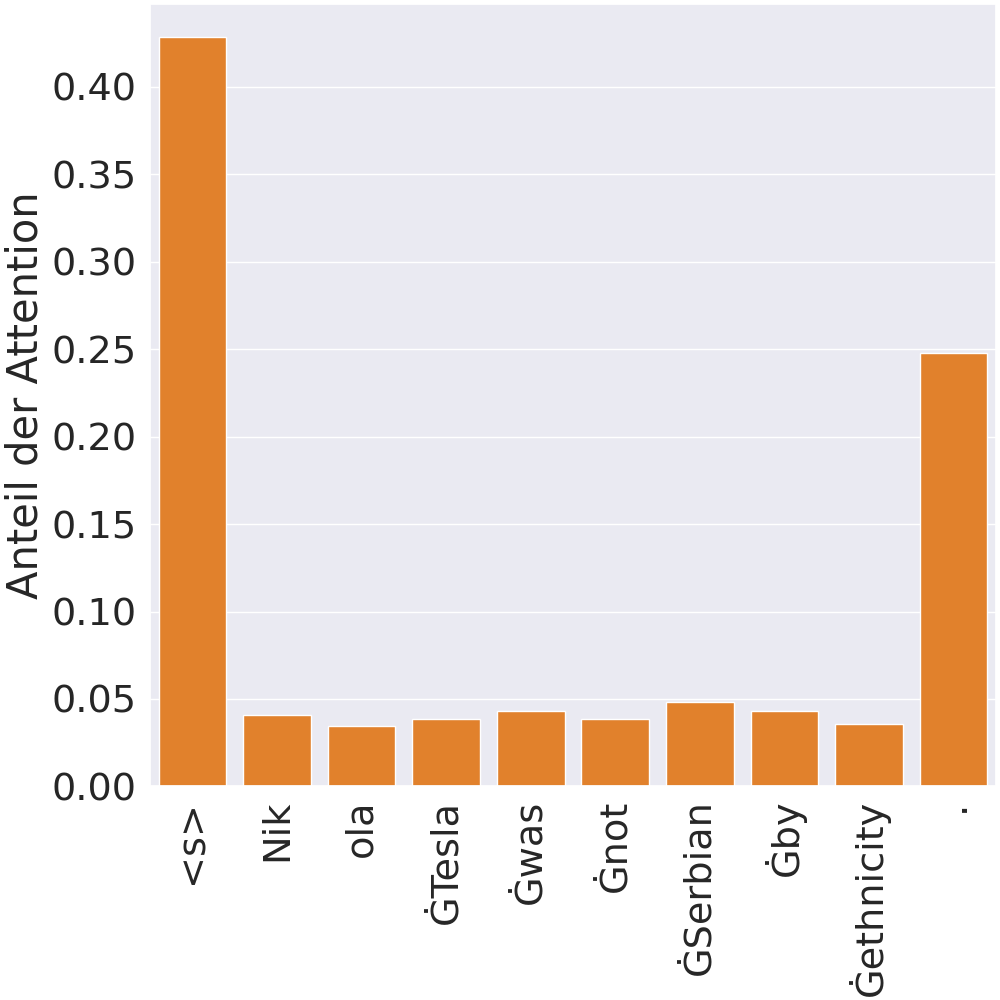 Anteil der Attention
0.40
0.35
0.30
0.25
0.20
0.15
0.10
0.05
0.00
<s>
Nik
ola
ĠTesla
Ġwas
Ġnot
ĠSerbian
Ġby
Ġethnicity
.